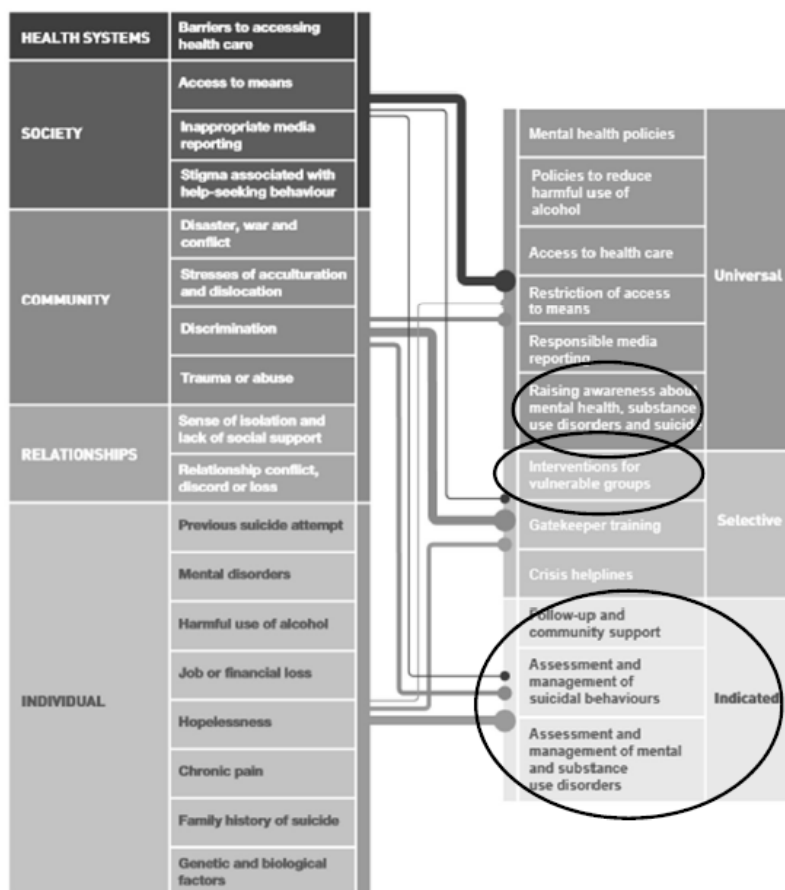 HEALTH SYSTEMS
Barriers to accessing
health care
SOCIETY
Access to means
Inappropriate media
reporting
Stigma associated with
help-seeking behaviour
COMMUNITY
Disaster, war and
conflict
Stresses of acculturation
and dislocation
Discrimination
Trauma or abuse
RELATIONSHIPS
Sense of isolation and
lack of social support
Relationship conflict,
discord or loss
INDIVIDUAL
Previous suicide attempt
Mental disorders
Harmful use of alcohol
Job or financial loss
Hopelessness
Chronic pain
Family history of suicide
Genetic and biological
factors
Mental health policies
Policies to reduce
harmful use of
alcohol
Access to health care
Restriction of access
to means
Responsible media
reporting
Raising awareness about
mental health, substance
use disorders and suicide
Universal
Interventions for
vulnerable groups
Gatekeeper training
Crisis helplines
Selective
Follow-up and
community support
Assessment and
management of
suicidal behaviours
Assessment and
management of mental
and substance
use disorders
Indicated